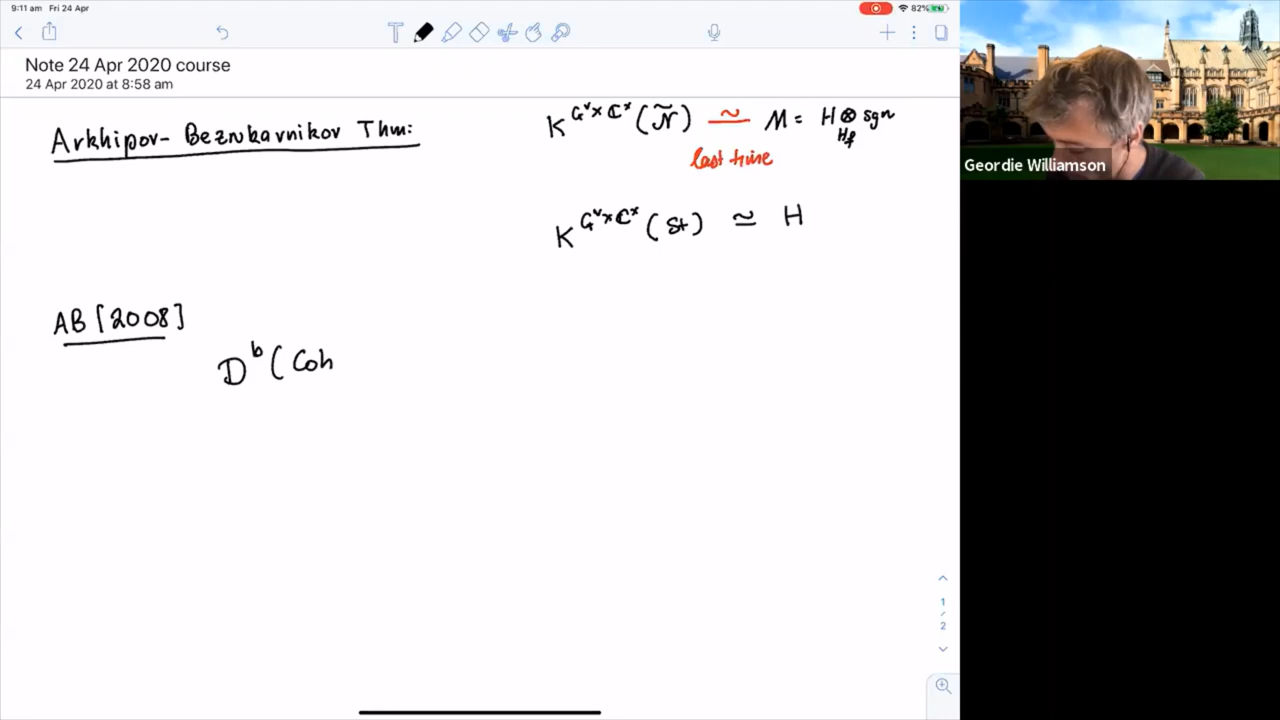 9:11 am Fri 24 Apr
82%
Note 24 Apr 2020 course
24 Apr 2020 at 8:58 am
Arkhipov-Bezrukavnikov Thm:
K^{G^∨×ℂ^×}(Ñ) ≃ M = H ⊗_{H_f} sgn
last time
K^{G^∨×ℂ^×}(St) ≃ H
AB [2008]
D^b(Coh
1
/
2
Geordie Williamson